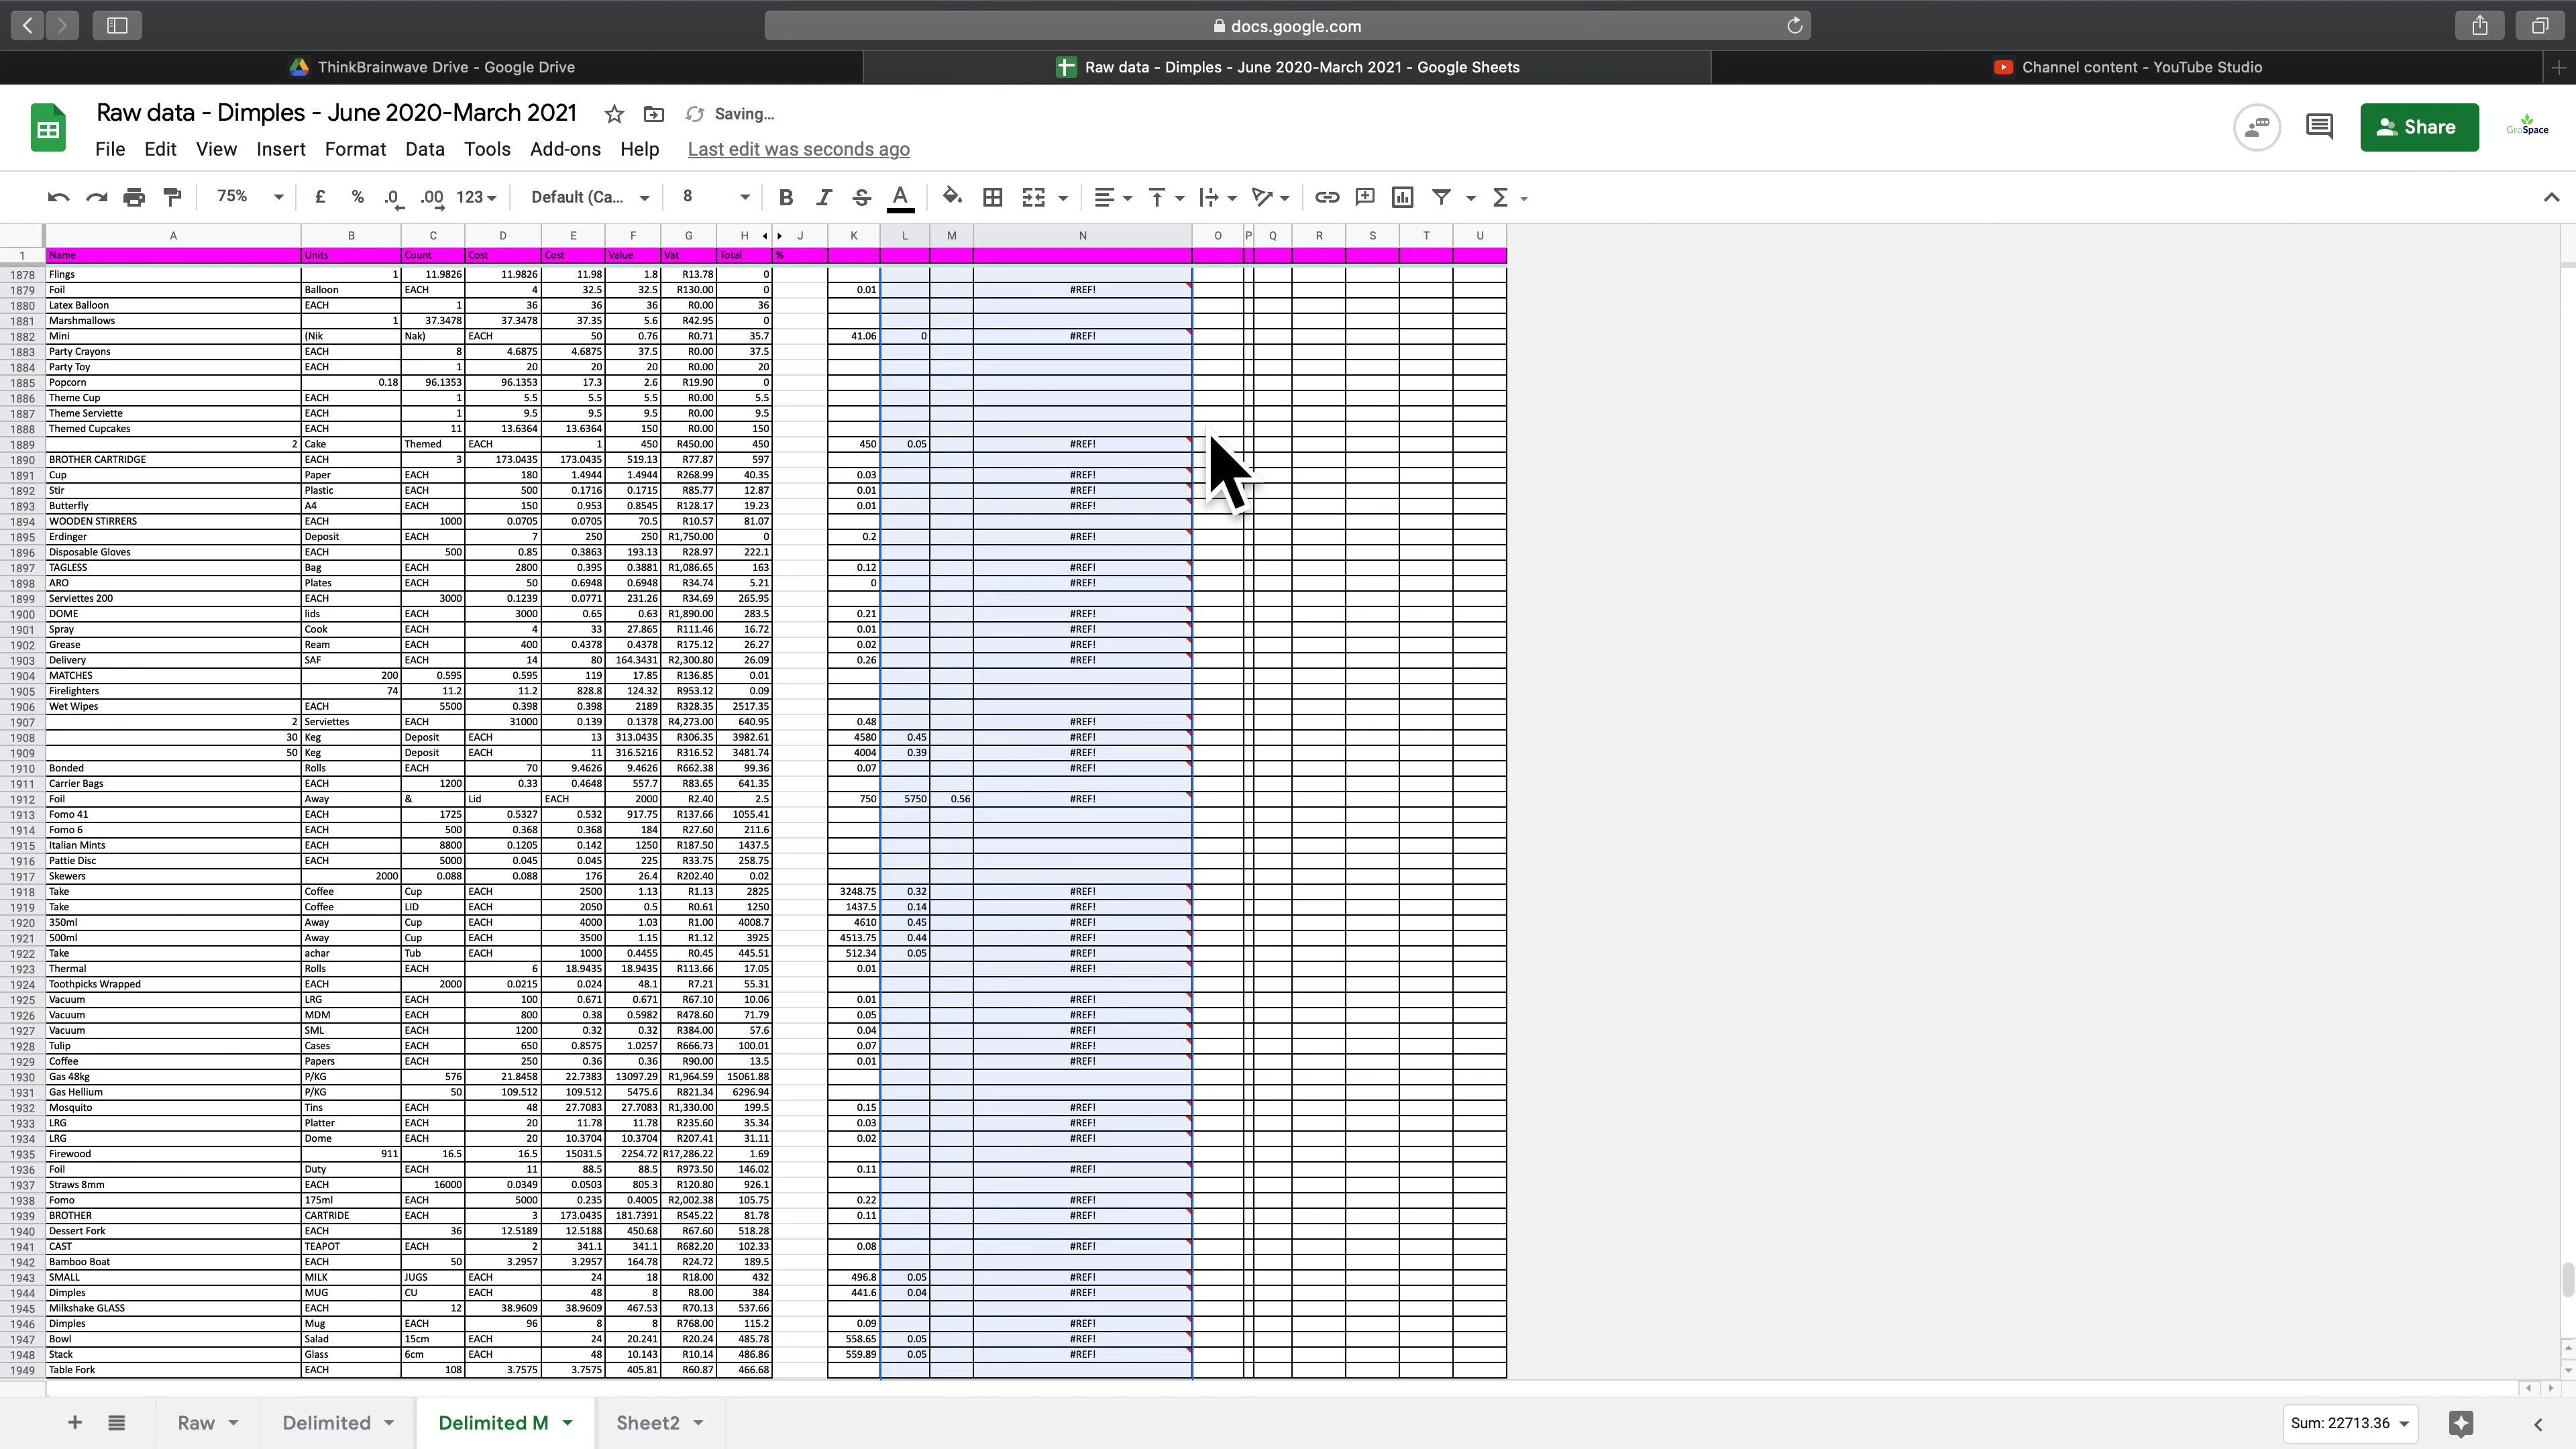 docs.google.com
ThinkBrainwave Drive - Google Drive
Raw data - Dimples - June 2020-March 2021 - Google Sheets
Channel content - YouTube Studio
Raw data - Dimples - June 2020-March 2021 Saving…
File Edit View Insert Format Data Tools Add-ons Help Last edit was seconds ago
Share
GroSpace
75% £ % .0 .00 123 Default (Ca... 8 B I S A
A B C D E F G H J K L M N O P Q R S T U
1 Name Units Count Cost Cost Value Vat Total %
1878 Flings 1 11.9826 11.9826 11.98 1.8 R13.78 0
1879 Foil Balloon EACH 4 32.5 32.5 R130.00 0 0.01 #REF!
1880 Latex Balloon EACH 1 36 36 36 R0.00 36
1881 Marshmallows 1 37.3478 37.3478 37.35 5.6 R42.95 0
1882 Mini (Nik Nak) EACH 50 0.76 R0.71 35.7 41.06 0 #REF!
1883 Party Crayons EACH 8 4.6875 4.6875 37.5 R0.00 37.5
1884 Party Toy EACH 1 20 20 20 R0.00 20
1885 Popcorn 0.18 96.1353 96.1353 17.3 2.6 R19.90 0
1886 Theme Cup EACH 1 5.5 5.5 5.5 R0.00 5.5
1887 Theme Serviette EACH 1 9.5 9.5 9.5 R0.00 9.5
1888 Themed Cupcakes EACH 11 13.6364 13.6364 150 R0.00 150
1889 2 Cake Themed EACH 1 450 R450.00 450 450 0.05 #REF!
1890 BROTHER CARTRIDGE EACH 3 173.0435 173.0435 519.13 R77.87 597
1891 Cup Paper EACH 180 1.4944 1.4944 R268.99 40.35 0.03 #REF!
1892 Stir Plastic EACH 500 0.1716 0.1715 R85.77 12.87 0.01 #REF!
1893 Butterfly A4 EACH 150 0.953 0.8545 R128.17 19.23 0.01 #REF!
1894 WOODEN STIRRERS EACH 1000 0.0705 0.0705 70.5 R10.57 81.07
1895 Erdinger Deposit EACH 7 250 250 R1,750.00 0 0.2 #REF!
1896 Disposable Gloves EACH 500 0.85 0.3863 193.13 R28.97 222.1
1897 TAGLESS Bag EACH 2800 0.395 0.3881 R1,086.65 163 0.12 #REF!
1898 ARO Plates EACH 50 0.6948 0.6948 R34.74 5.21 0 #REF!
1899 Serviettes 200 EACH 3000 0.1239 0.0771 231.26 R34.69 265.95
1900 DOME lids EACH 3000 0.65 0.63 R1,890.00 283.5 0.21 #REF!
1901 Spray Cook EACH 4 33 27.865 R111.46 16.72 0.01 #REF!
1902 Grease Ream EACH 400 0.4378 0.4378 R175.12 26.27 0.02 #REF!
1903 Delivery SAF EACH 14 80 164.3431 R2,300.80 26.09 0.26 #REF!
1904 MATCHES 200 0.595 0.595 119 17.85 R136.85 0.01
1905 Firelighters 74 11.2 11.2 828.8 124.32 R953.12 0.09
1906 Wet Wipes EACH 5500 0.398 0.398 2189 R328.35 2517.35
1907 2 Serviettes EACH 31000 0.139 0.1378 R4,273.00 640.95 0.48 #REF!
1908 30 Keg Deposit EACH 13 313.0435 R306.35 3982.61 4580 0.45 #REF!
1909 50 Keg Deposit EACH 11 316.5216 R316.52 3481.74 4004 0.39 #REF!
1910 Bonded Rolls EACH 70 9.4626 9.4626 R662.38 99.36 0.07 #REF!
1911 Carrier Bags EACH 1200 0.33 0.4648 557.7 R83.65 641.35
1912 Foil Away & Lid EACH 2000 R2.40 2.5 750 5750 0.56 #REF!
1913 Fomo 41 EACH 1725 0.5327 0.532 917.75 R137.66 1055.41
1914 Fomo 6 EACH 500 0.368 0.368 184 R27.60 211.6
1915 Italian Mints EACH 8800 0.1205 0.142 1250 R187.50 1437.5
1916 Pattie Disc EACH 5000 0.045 0.045 225 R33.75 258.75
1917 Skewers 2000 0.088 0.088 176 26.4 R202.40 0.02
1918 Take Coffee Cup EACH 2500 1.13 R1.13 2825 3248.75 0.32 #REF!
1919 Take Coffee LID EACH 2050 0.5 R0.61 1250 1437.5 0.14 #REF!
1920 350ml Away Cup EACH 4000 1.03 R1.00 4008.7 4610 0.45 #REF!
1921 500ml Away Cup EACH 3500 1.15 R1.12 3925 4513.75 0.44 #REF!
1922 Take achar Tub EACH 1000 0.4455 R0.45 445.51 512.34 0.05 #REF!
1923 Thermal Rolls EACH 6 18.9435 18.9435 R113.66 17.05 0.01 #REF!
1924 Toothpicks Wrapped EACH 2000 0.0215 0.024 48.1 R7.21 55.31
1925 Vacuum LRG EACH 100 0.671 0.671 R67.10 10.06 0.01 #REF!
1926 Vacuum MDM EACH 800 0.38 0.5982 R478.60 71.79 0.05 #REF!
1927 Vacuum SML EACH 1200 0.32 0.32 R384.00 57.6 0.04 #REF!
1928 Tulip Cases EACH 650 0.8575 1.0257 R666.73 100.01 0.07 #REF!
1929 Coffee Papers EACH 250 0.36 0.36 R90.00 13.5 0.01 #REF!
1930 Gas 48kg P/KG 576 21.8458 22.7383 13097.29 R1,964.59 15061.88
1931 Gas Hellium P/KG 50 109.512 109.512 5475.6 R821.34 6296.94
1932 Mosquito Tins EACH 48 27.7083 27.7083 R1,330.00 199.5 0.15 #REF!
1933 LRG Platter EACH 20 11.78 11.78 R235.60 35.34 0.03 #REF!
1934 LRG Dome EACH 20 10.3704 10.3704 R207.41 31.11 0.02 #REF!
1935 Firewood 911 16.5 16.5 15031.5 2254.72 R17,286.22 1.69
1936 Foil Duty EACH 11 88.5 88.5 R973.50 146.02 0.11 #REF!
1937 Straws 8mm EACH 16000 0.0349 0.0503 805.3 R120.80 926.1
1938 Fomo 175ml EACH 5000 0.235 0.4005 R2,002.38 105.75 0.22 #REF!
1939 BROTHER CARTRIDE EACH 3 173.0435 181.7391 R545.22 81.78 0.11 #REF!
1940 Dessert Fork EACH 36 12.5189 12.5188 450.68 R67.60 518.28
1941 CAST TEAPOT EACH 2 341.1 341.1 R682.20 102.33 0.08 #REF!
1942 Bamboo Boat EACH 50 3.2957 3.2957 164.78 R24.72 189.5
1943 SMALL MILK JUGS EACH 24 18 R18.00 432 496.8 0.05 #REF!
1944 Dimples MUG CU EACH 48 8 R8.00 384 441.6 0.04 #REF!
1945 Milkshake GLASS EACH 12 38.9609 38.9609 467.53 R70.13 537.66
1946 Dimples Mug EACH 96 8 8 R768.00 115.2 0.09 #REF!
1947 Bowl Salad 15cm EACH 24 20.241 R20.24 485.78 558.65 0.05 #REF!
1948 Stack Glass 6cm EACH 48 10.143 R10.14 486.86 559.89 0.05 #REF!
1949 Table Fork EACH 108 3.7575 3.7575 405.81 R60.87 466.68
Raw Delimited Delimited M Sheet2 Sum: 22713.36